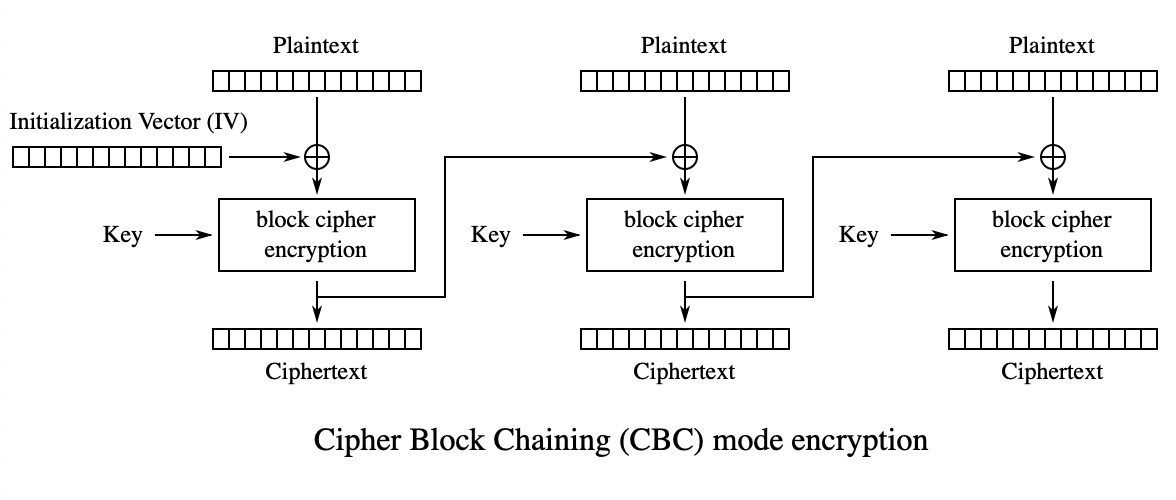 Plaintext
Plaintext
Plaintext
Initialization Vector (IV)
Key
block cipher
encryption
Key
block cipher
encryption
Key
block cipher
encryption
Ciphertext
Ciphertext
Ciphertext
Cipher Block Chaining (CBC) mode encryption